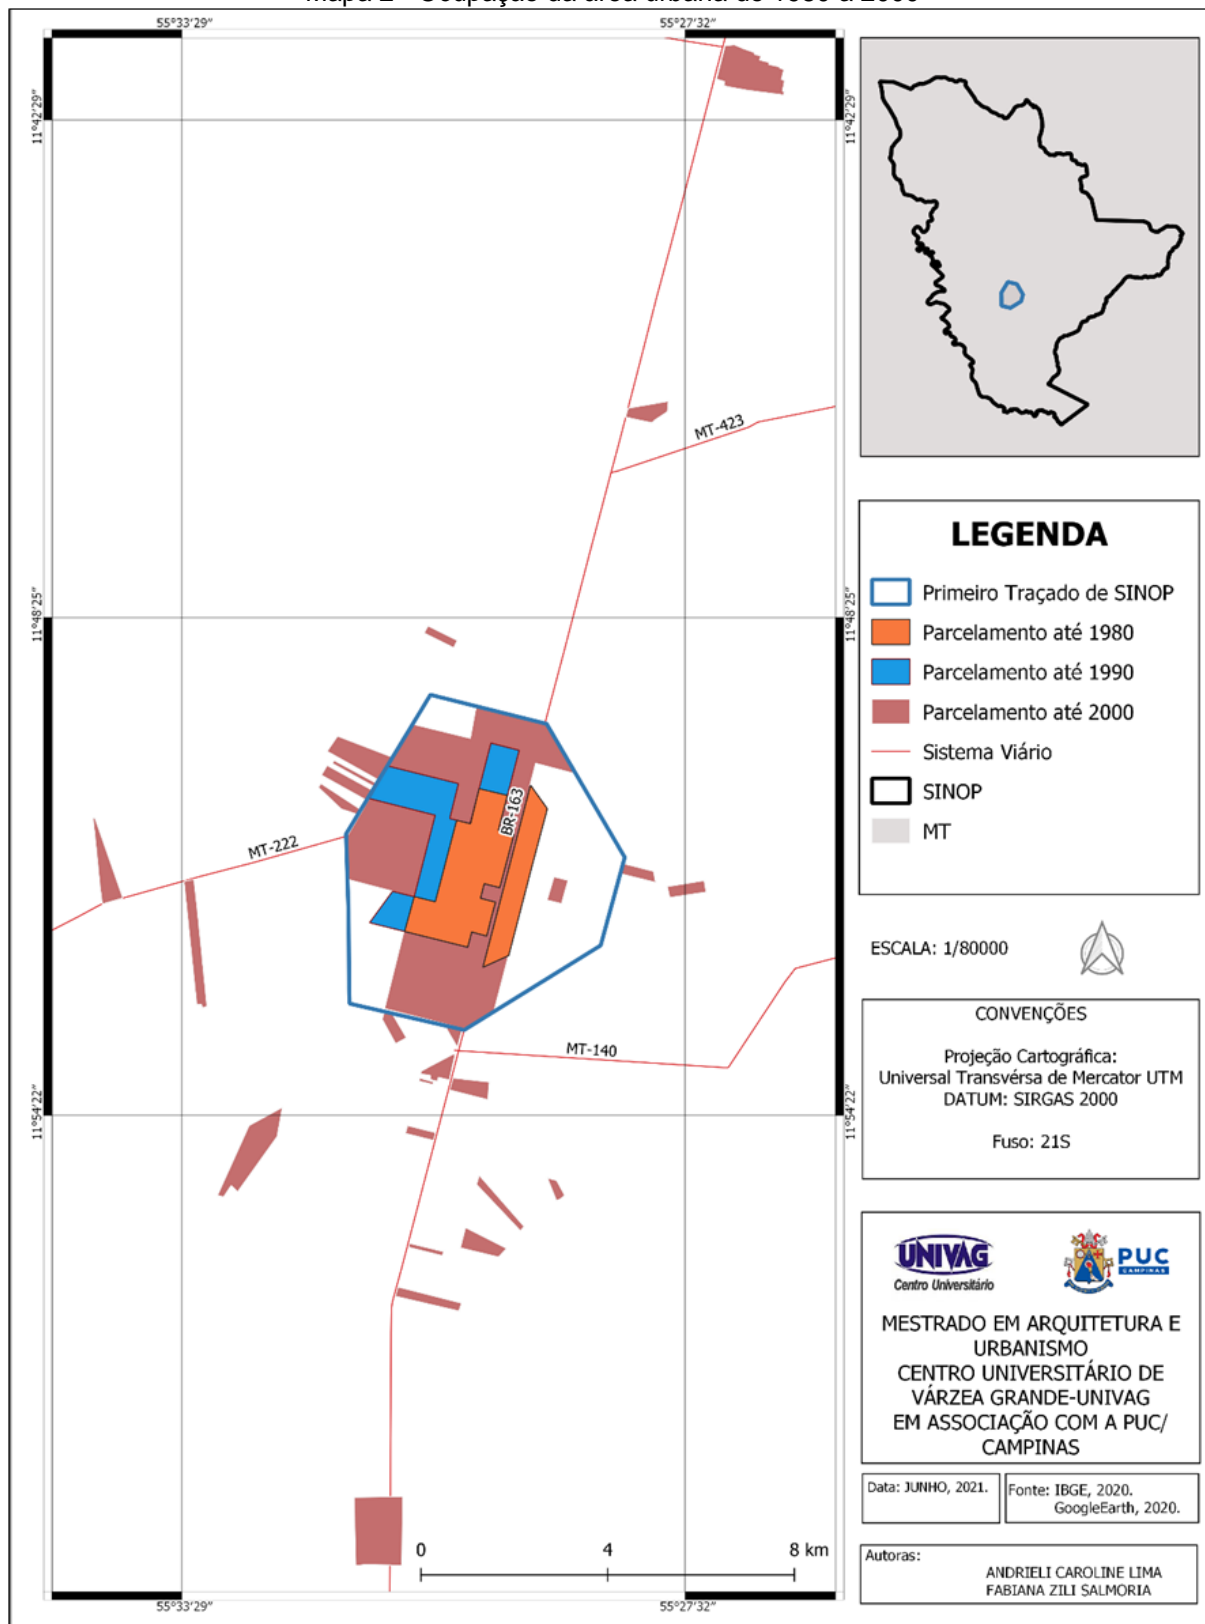 55°33'29"
55°27'32"
11°42'29"
11°42'29"
MT-423
11°48'25"
11°48'25"
BR-163
MT-222
MT-140
11°54'22"
11°54'22"
0 4 8 km
55°33'29"
55°27'32"
LEGENDA
Primeiro Traçado de SINOP
Parcelamento até 1980
Parcelamento até 1990
Parcelamento até 2000
Sistema Viário
SINOP
MT
ESCALA: 1/80000
CONVENÇÕES
Projeção Cartográfica:
Universal Transvérsa de Mercator UTM
DATUM: SIRGAS 2000
Fuso: 21S
UNIVAG
Centro Universitário
PUC
CAMPINAS
MESTRADO EM ARQUITETURA E
URBANISMO
CENTRO UNIVERSITÁRIO DE
VÁRZEA GRANDE-UNIVAG
EM ASSOCIAÇÃO COM A PUC/
CAMPINAS
Data: JUNHO, 2021.
Fonte: IBGE, 2020.
GoogleEarth, 2020.
Autoras:
ANDRIELI CAROLINE LIMA
FABIANA ZILI SALMORIA